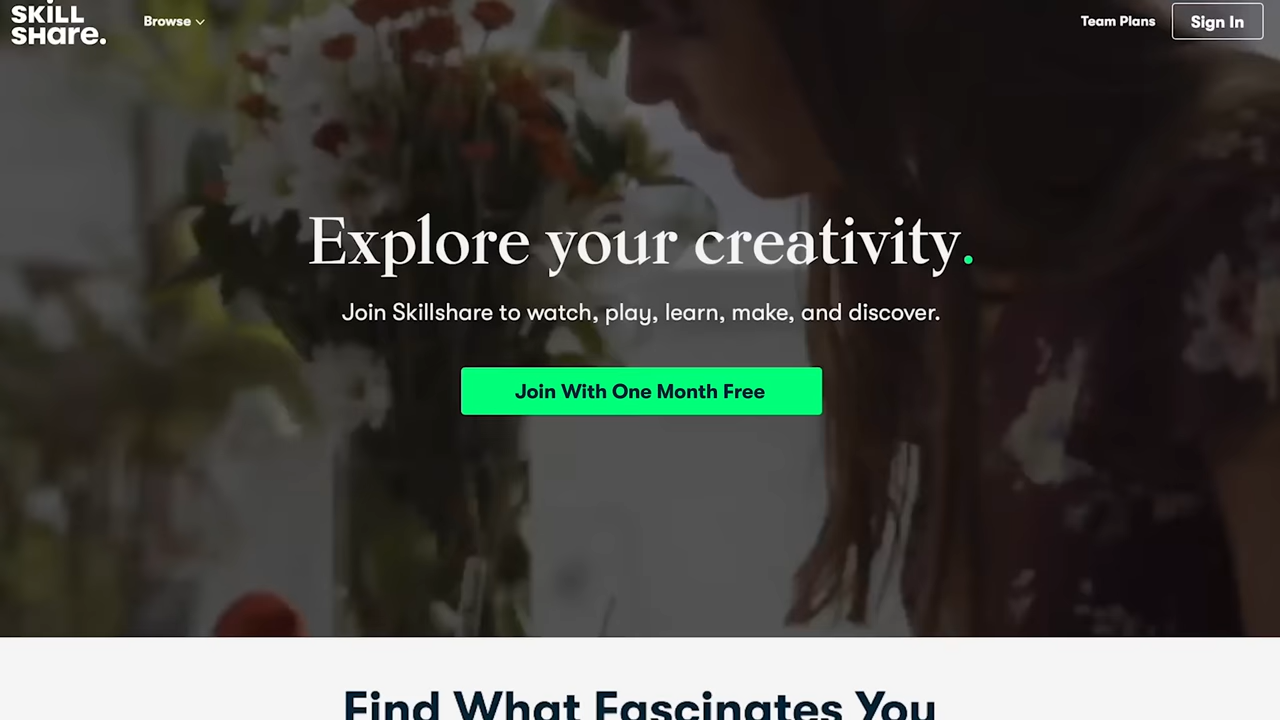 SKiLL
SHare.
Browse
Team Plans
Sign In
Explore your creativity.
Join Skillshare to watch, play, learn, make, and discover.
Join With One Month Free
Find What Fascinates You